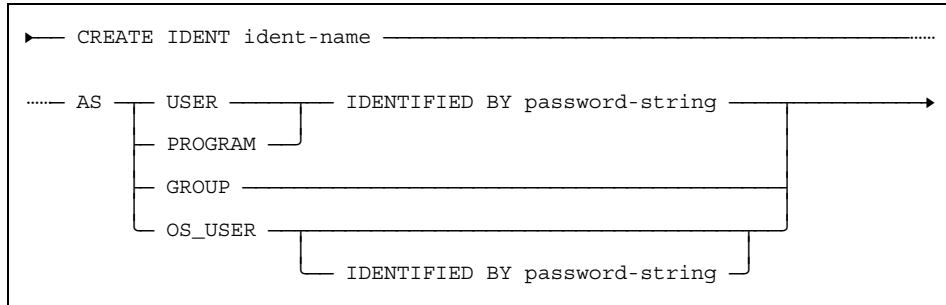 CREATE IDENT ident-name
AS USER IDENTIFIED BY password-string
PROGRAM
GROUP
OS_USER
IDENTIFIED BY password-string